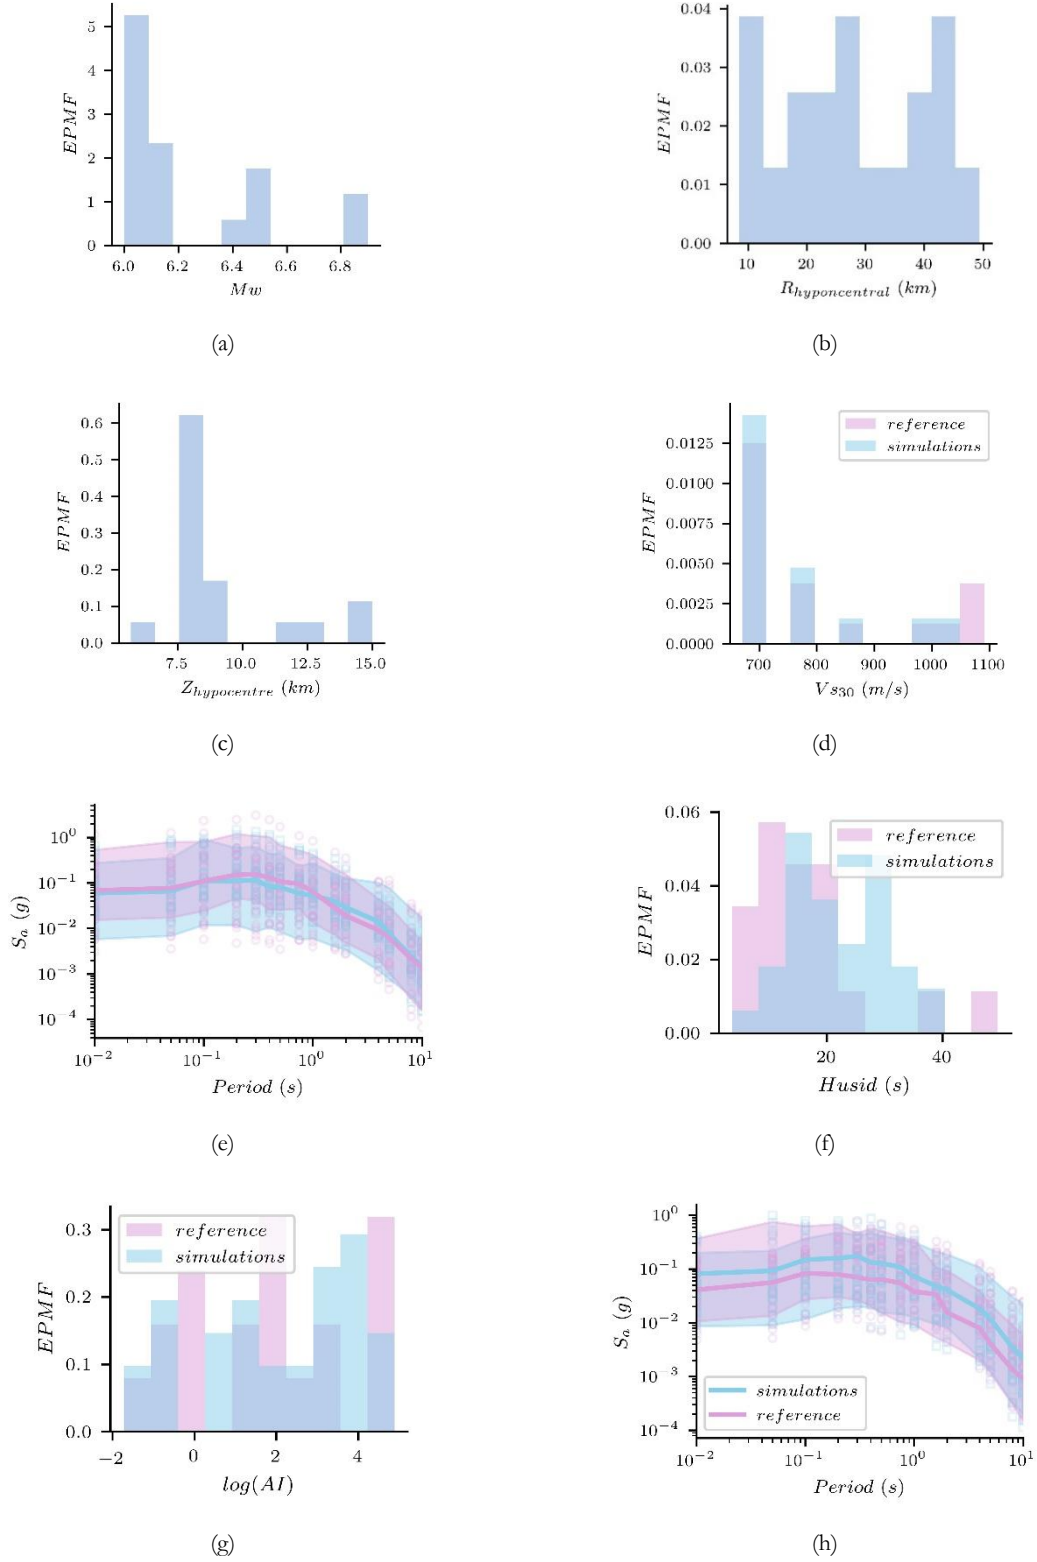 5
4
3
2
1
0
EPMF
6.0 6.2 6.4 6.6 6.8
Mw
(a)
0.04
0.03
0.02
0.01
0.00
EPMF
10 20 30 40 50
R_hyponcentral (km)
(b)
0.6
0.5
0.4
0.3
0.2
0.1
0.0
EPMF
7.5 10.0 12.5 15.0
Z_hypocentre (km)
(c)
reference
simulations
0.0125
0.0100
0.0075
0.0050
0.0025
0.0000
EPMF
700 800 900 1000 1100
Vs_30 (m/s)
(d)
10^0
10^−1
10^−2
10^−3
10^−4
S_a (g)
10^−2 10^−1 10^0 10^1
Period (s)
(e)
reference
simulations
0.06
0.04
0.02
0.00
EPMF
20 40
Husid (s)
(f)
reference
simulations
0.3
0.2
0.1
0.0
EPMF
−2 0 2 4
log(AI)
(g)
10^0
10^−1
10^−2
10^−3
10^−4
S_a (g)
simulations
reference
10^−2 10^−1 10^0 10^1
Period (s)
(h)